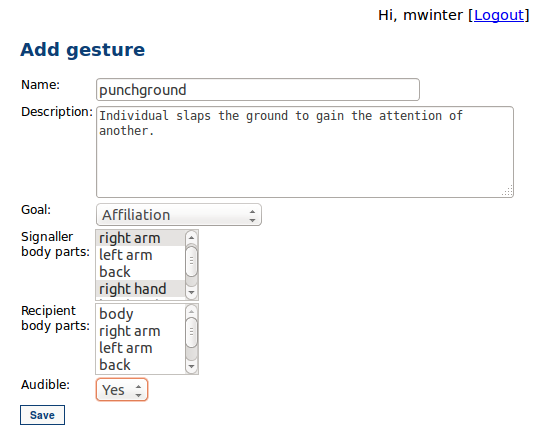 Hi, mwinter [Logout]
Add gesture
Name: punchground
Description: Individual slaps the ground to gain the attention of
another.
Goal: Affiliation
Signaller
body parts:
right arm
left arm
back
right hand
Recipient
body parts:
body
right arm
left arm
back
Audible: Yes
Save